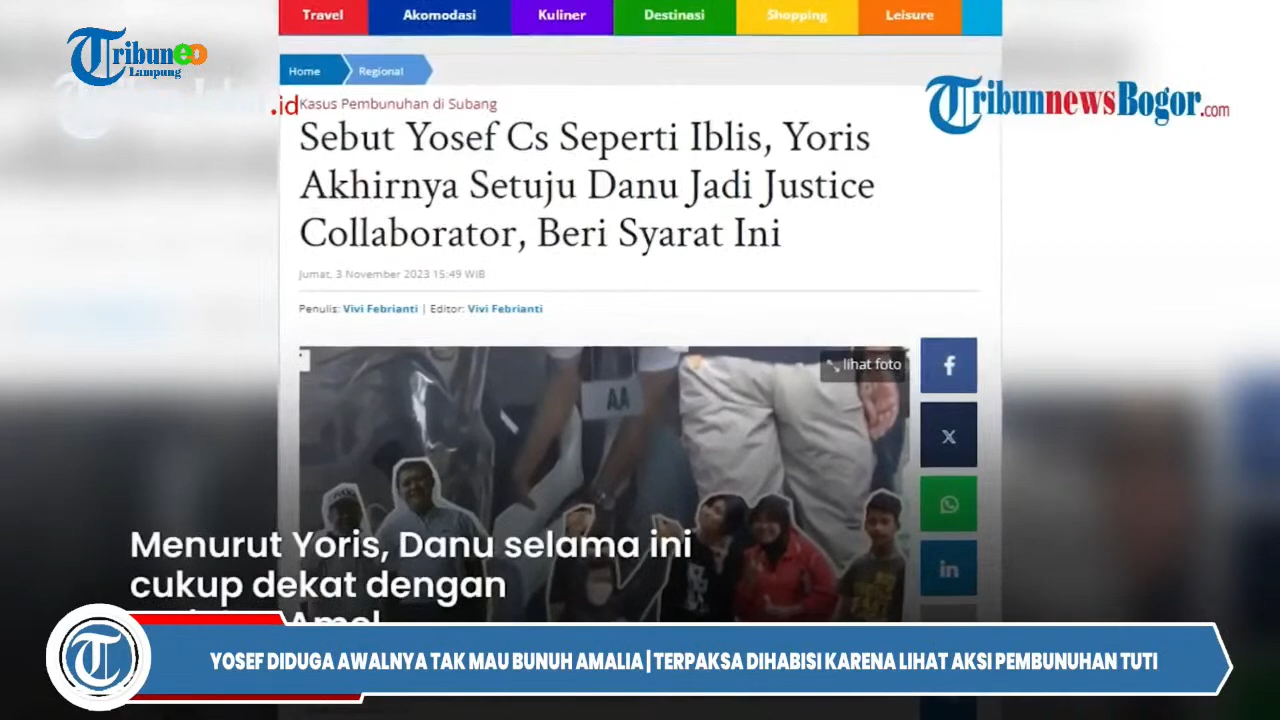 Travel
Akomodasi
Kuliner
Destinasi
Shopping
Leisure
Tribun
Lampung
Home
Regional
.id
TribunnewsBogor.com
Kasus Pembunuhan di Subang
Sebut Yosef Cs Seperti Iblis, Yoris
Akhirnya Setuju Danu Jadi Justice
Collaborator, Beri Syarat Ini
Jumat, 3 November 2023 15:49 WIB
Penulis: Vivi Febrianti | Editor: Vivi Febrianti
lihat foto
AA
Menurut Yoris, Danu selama ini
cukup dekat dengan
YOSEF DIDUGA AWALNYA TAK MAU BUNUH AMALIA | TERPAKSA DIHABISI KARENA LIHAT AKSI PEMBUNUHAN TUTI